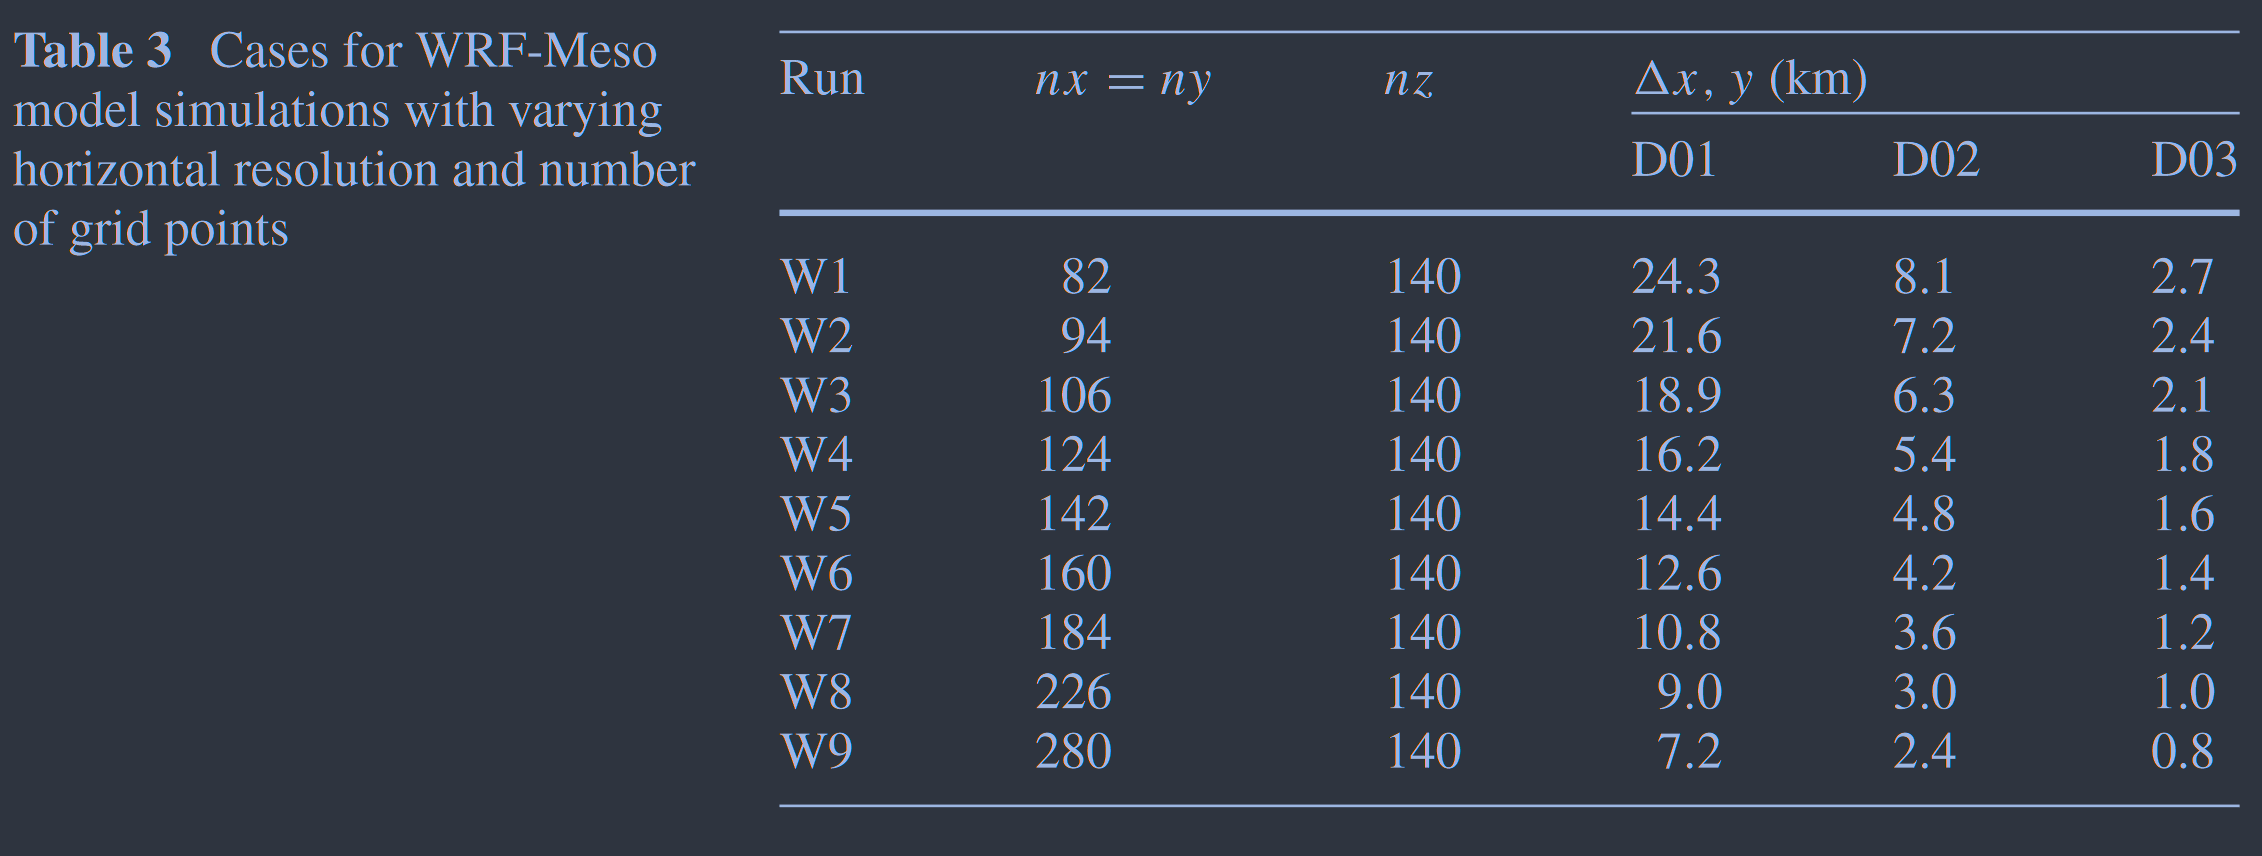 Table 3 Cases for WRF-Meso
model simulations with varying
horizontal resolution and number
of grid points
Run nx = ny nz Δx, y (km)
D01 D02 D03
W1 82 140 24.3 8.1 2.7
W2 94 140 21.6 7.2 2.4
W3 106 140 18.9 6.3 2.1
W4 124 140 16.2 5.4 1.8
W5 142 140 14.4 4.8 1.6
W6 160 140 12.6 4.2 1.4
W7 184 140 10.8 3.6 1.2
W8 226 140 9.0 3.0 1.0
W9 280 140 7.2 2.4 0.8